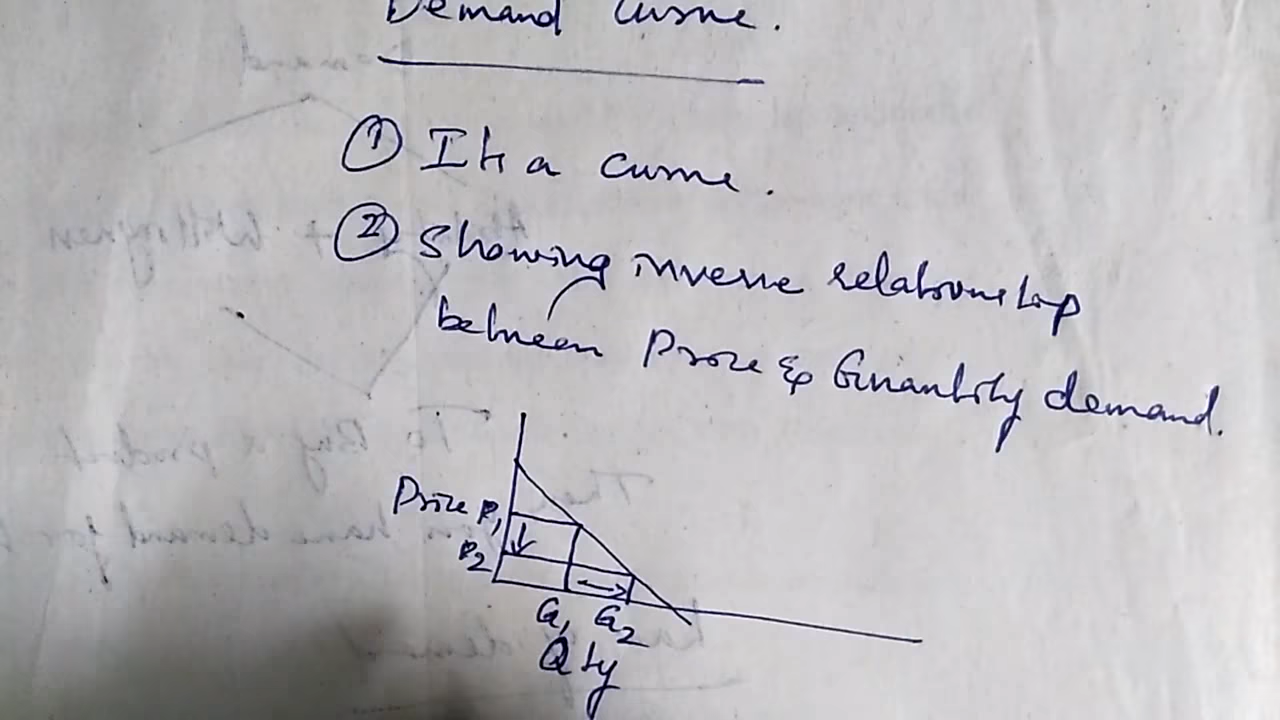 Demand Curve.
① It's a curve.
② Showing inverse relationship
between Price & Quantity demand.
Price P1
P2
Q1 Q2
Qty